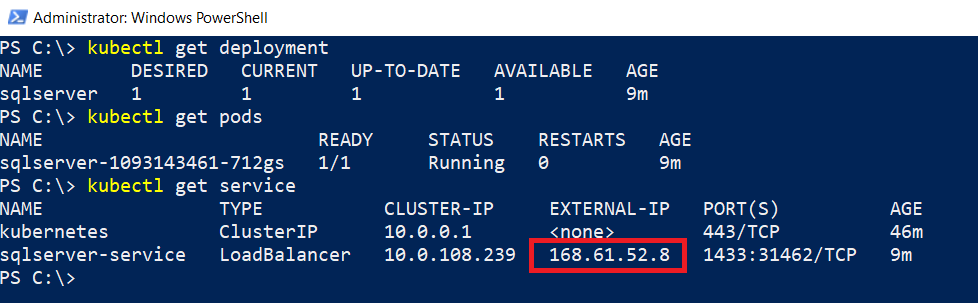 Administrator: Windows PowerShell
PS C:\> kubectl get deployment
NAME DESIRED CURRENT UP-TO-DATE AVAILABLE AGE
sqlserver 1 1 1 1 9m
PS C:\> kubectl get pods
NAME READY STATUS RESTARTS AGE
sqlserver-1093143461-712gs 1/1 Running 0 9m
PS C:\> kubectl get service
NAME TYPE CLUSTER-IP EXTERNAL-IP PORT(S) AGE
kubernetes ClusterIP 10.0.0.1 <none> 443/TCP 46m
sqlserver-service LoadBalancer 10.0.108.239 168.61.52.8 1433:31462/TCP 9m
PS C:\>